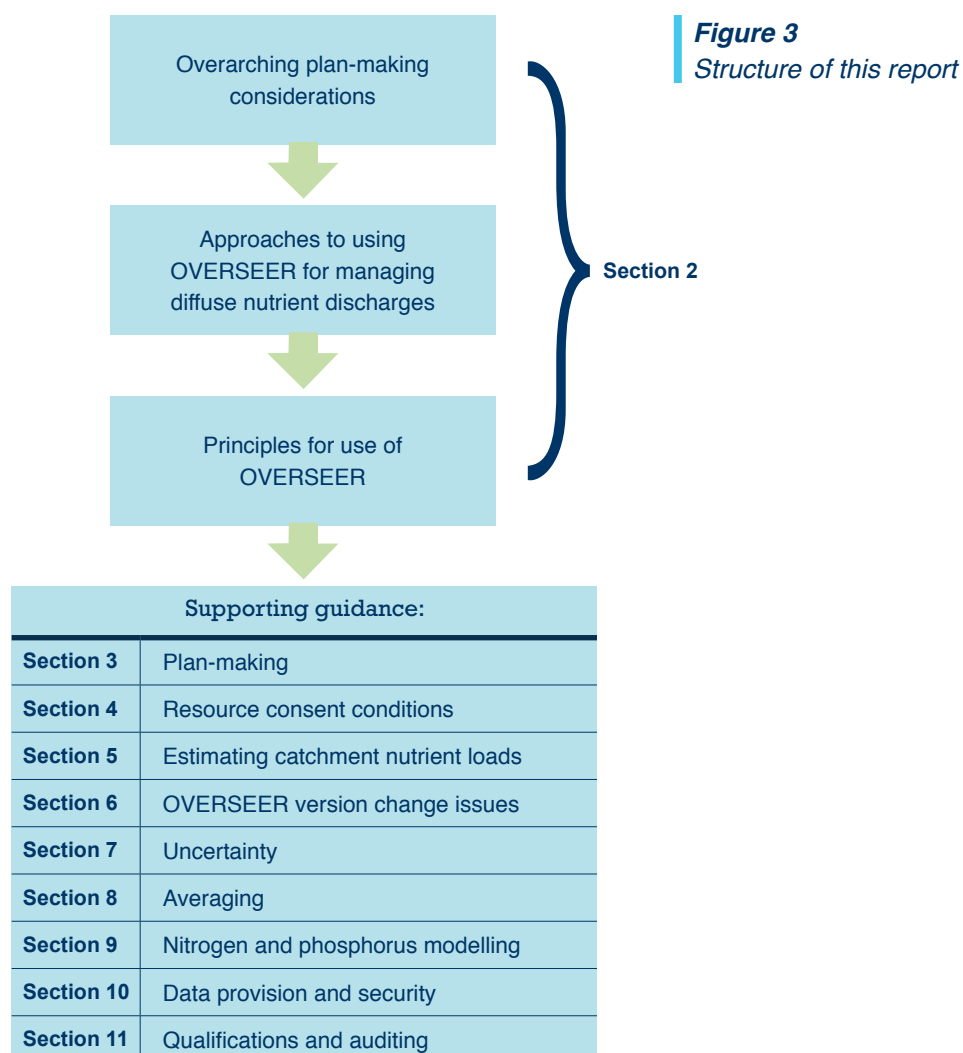 Overarching plan-making
considerations
Figure 3
Structure of this report
Approaches to using
OVERSEER for managing
diffuse nutrient discharges
Section 2
Principles for use of
OVERSEER
Supporting guidance:
Section 3 Plan-making
Section 4 Resource consent conditions
Section 5 Estimating catchment nutrient loads
Section 6 OVERSEER version change issues
Section 7 Uncertainty
Section 8 Averaging
Section 9 Nitrogen and phosphorus modelling
Section 10 Data provision and security
Section 11 Qualifications and auditing